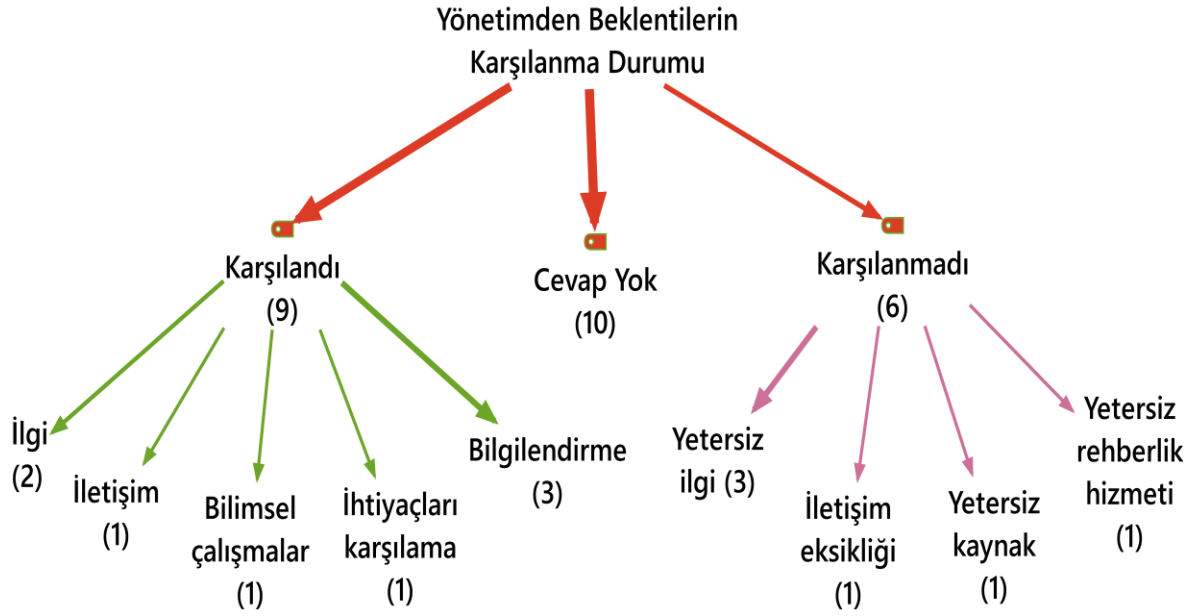 Yönetimden Beklentilerin
Karşılanma Durumu
Karşılandı
(9)
Cevap Yok
(10)
Karşılanmadı
(6)
İlgi
(2)
İletişim
(1)
Bilimsel
çalışmalar
(1)
İhtiyaçları
karşılama
(1)
Bilgilendirme
(3)
Yetersiz
ilgi (3)
İletişim
eksikliği
(1)
Yetersiz
kaynak
(1)
Yetersiz
rehberlik
hizmeti
(1)